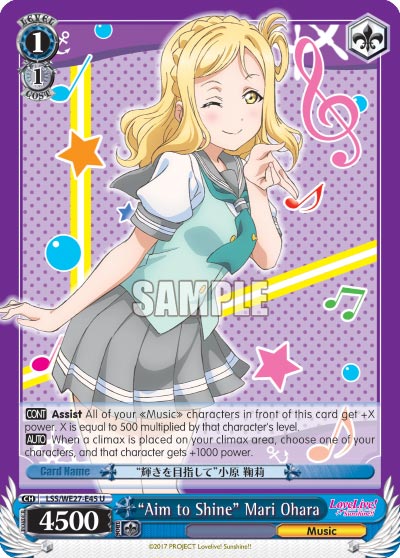 LEVEL
1
1
COST
SAMPLE
CONT Assist All of your «Music» characters in front of this card get +X
power. X is equal to 500 multiplied by that character's level.
AUTO When a climax is placed on your climax area, choose one of your
characters, and that character gets +1000 power.
Card Name
“輝きを目指して”小原 鞠莉
CH LSS/WE27-E45 U
POWER
4500
SOUL
“Aim to Shine” Mari Ohara
LoveLive!
Sunshine!!
Music
©2017 PROJECT Lovelive! Sunshine!!